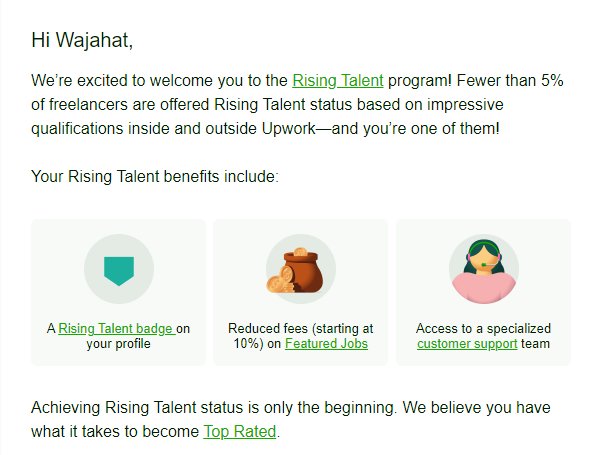 Hi Wajahat,
We’re excited to welcome you to the Rising Talent program! Fewer than 5%
of freelancers are offered Rising Talent status based on impressive
qualifications inside and outside Upwork—and you’re one of them!
Your Rising Talent benefits include:
A Rising Talent badge on
your profile
Reduced fees (starting at
10%) on Featured Jobs
Access to a specialized
customer support team
Achieving Rising Talent status is only the beginning. We believe you have
what it takes to become Top Rated.